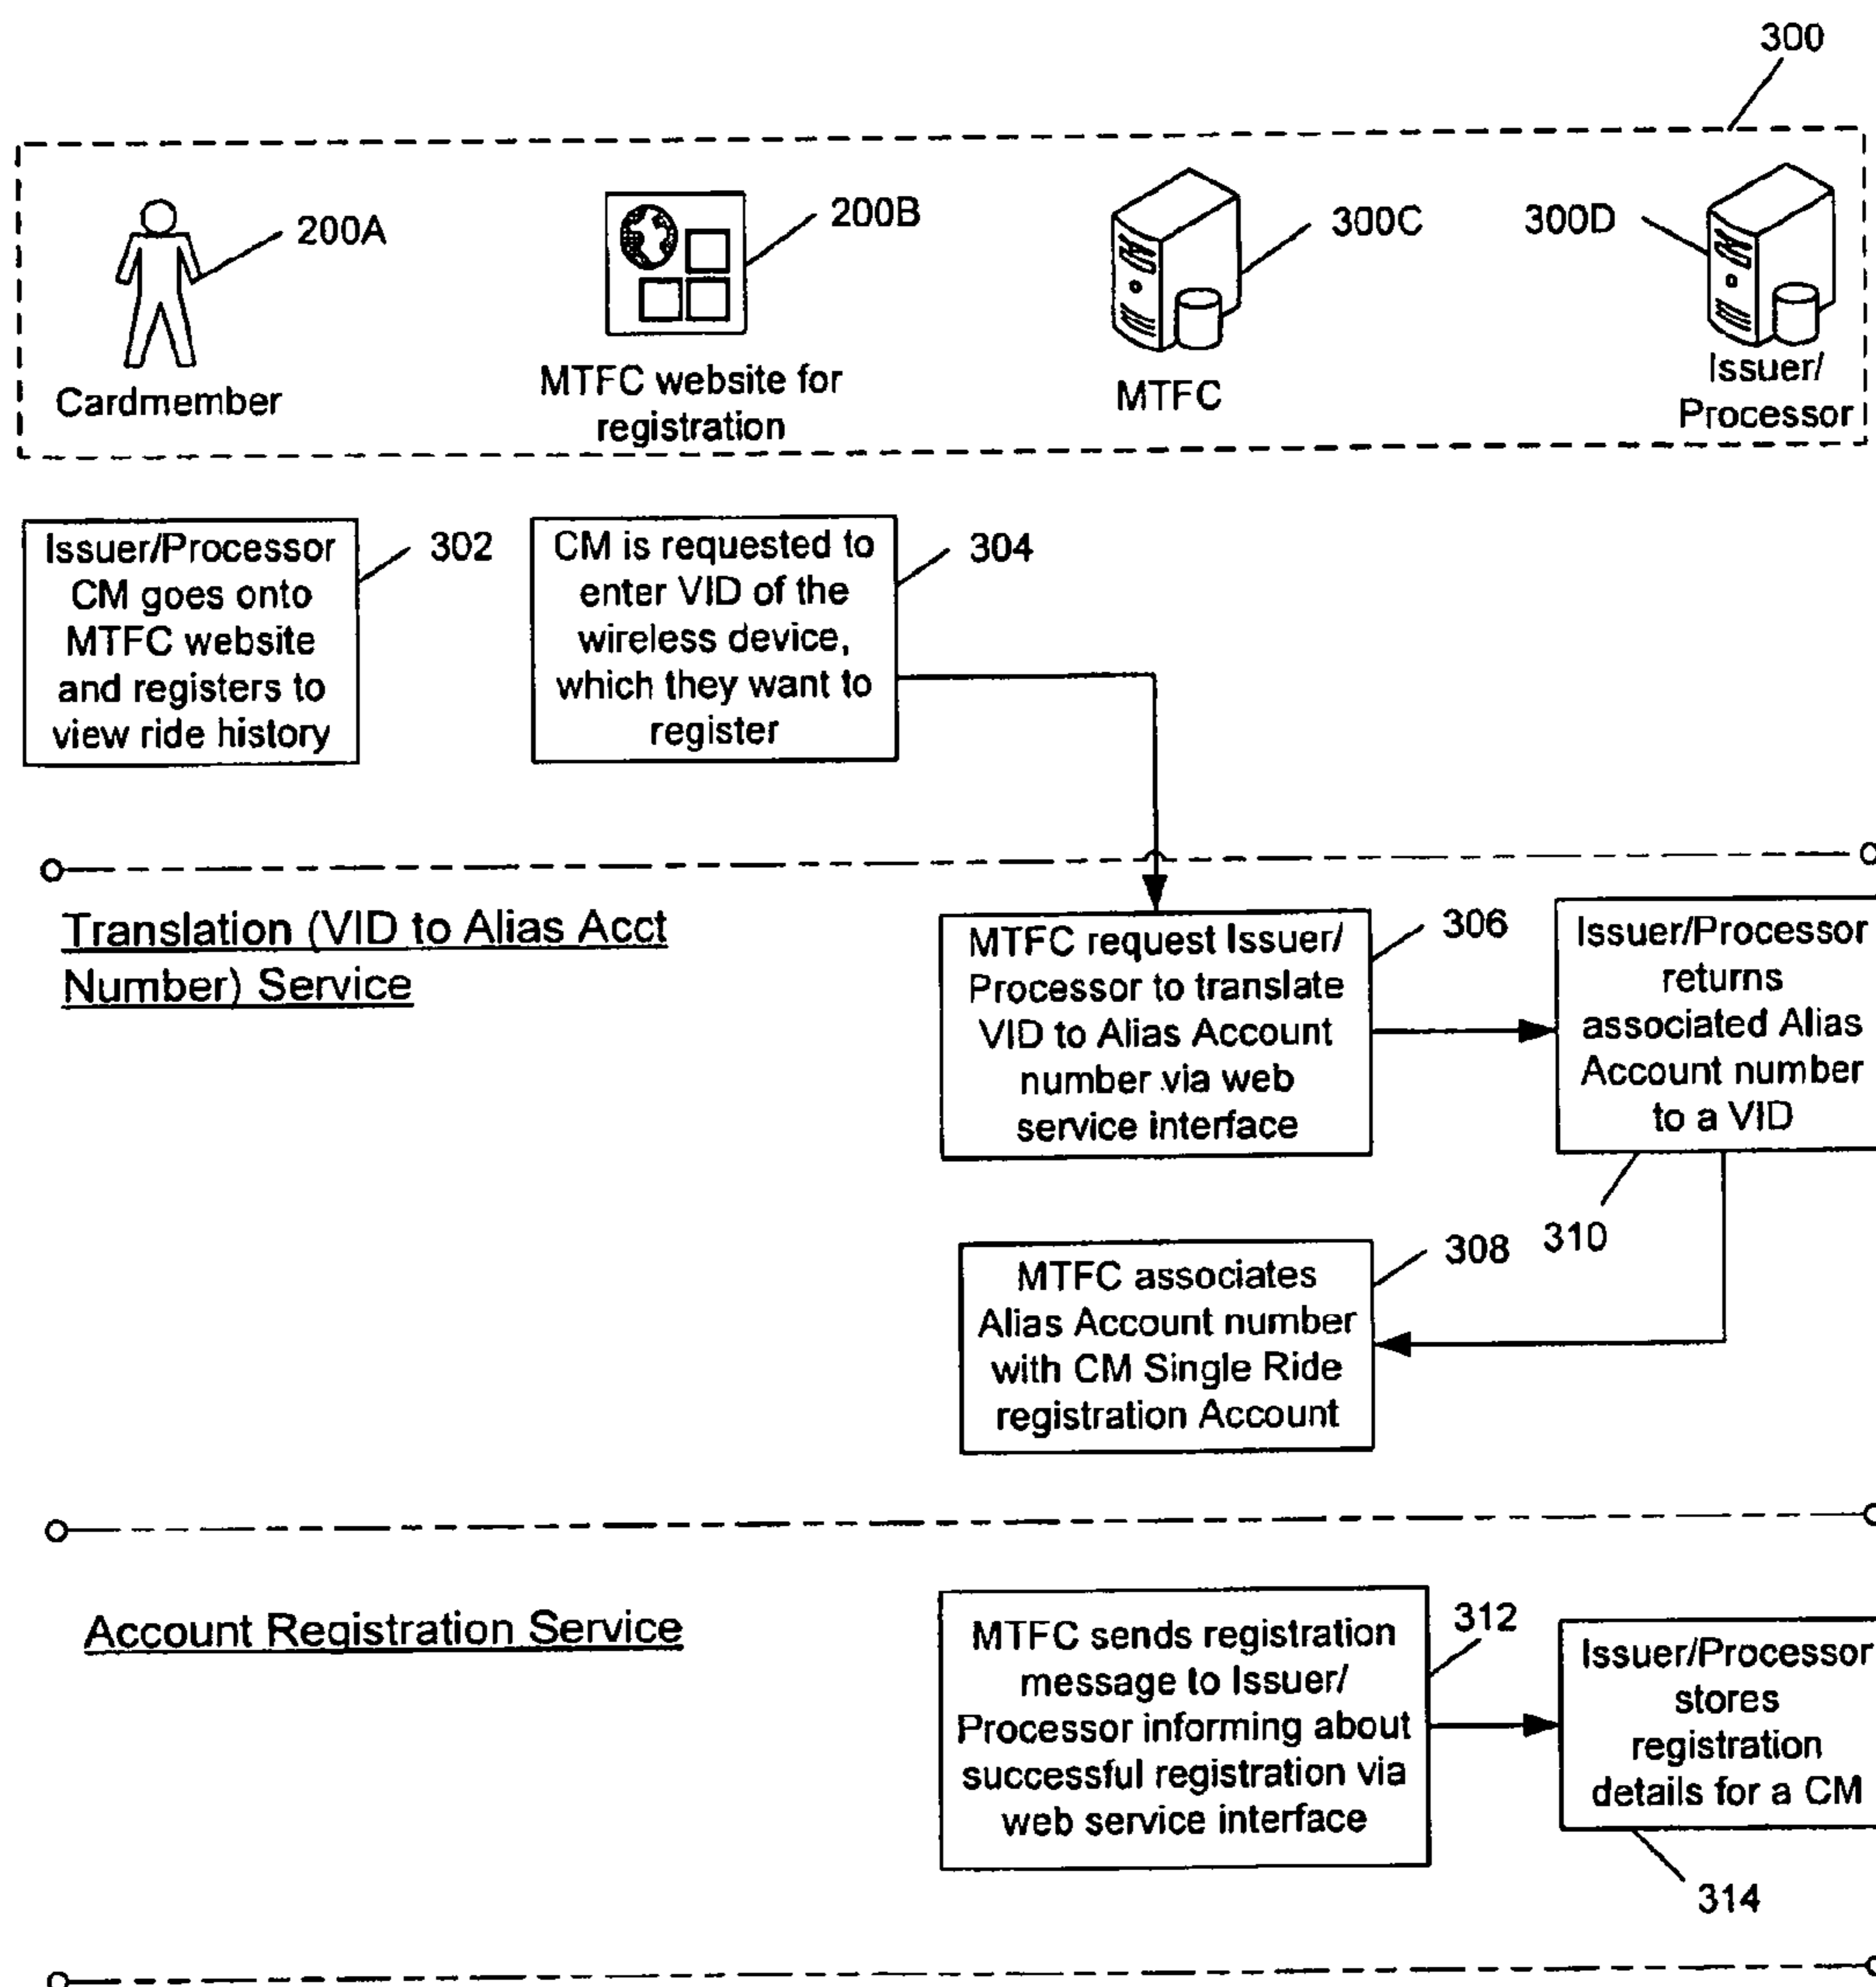 300
200A
200B
300C
300D
Cardmember
MTFC website for
registration
MTFC
Issuer/
Processor
Issuer/Processor
CM goes onto
MTFC website
and registers to
view ride history
302
CM is requested to
enter VID of the
wireless device,
which they want to
register
304
Translation (VID to Alias Acct
Number) Service
MTFC request Issuer/
Processor to translate
VID to Alias Account
number via web
service interface
306
Issuer/Processor
returns
associated Alias
Account number
to a VID
310
MTFC associates
Alias Account number
with CM Single Ride
registration Account
308
Account Registration Service
MTFC sends registration
message to Issuer/
Processor informing about
successful registration via
web service interface
312
Issuer/Processor
stores
registration
details for a CM
314